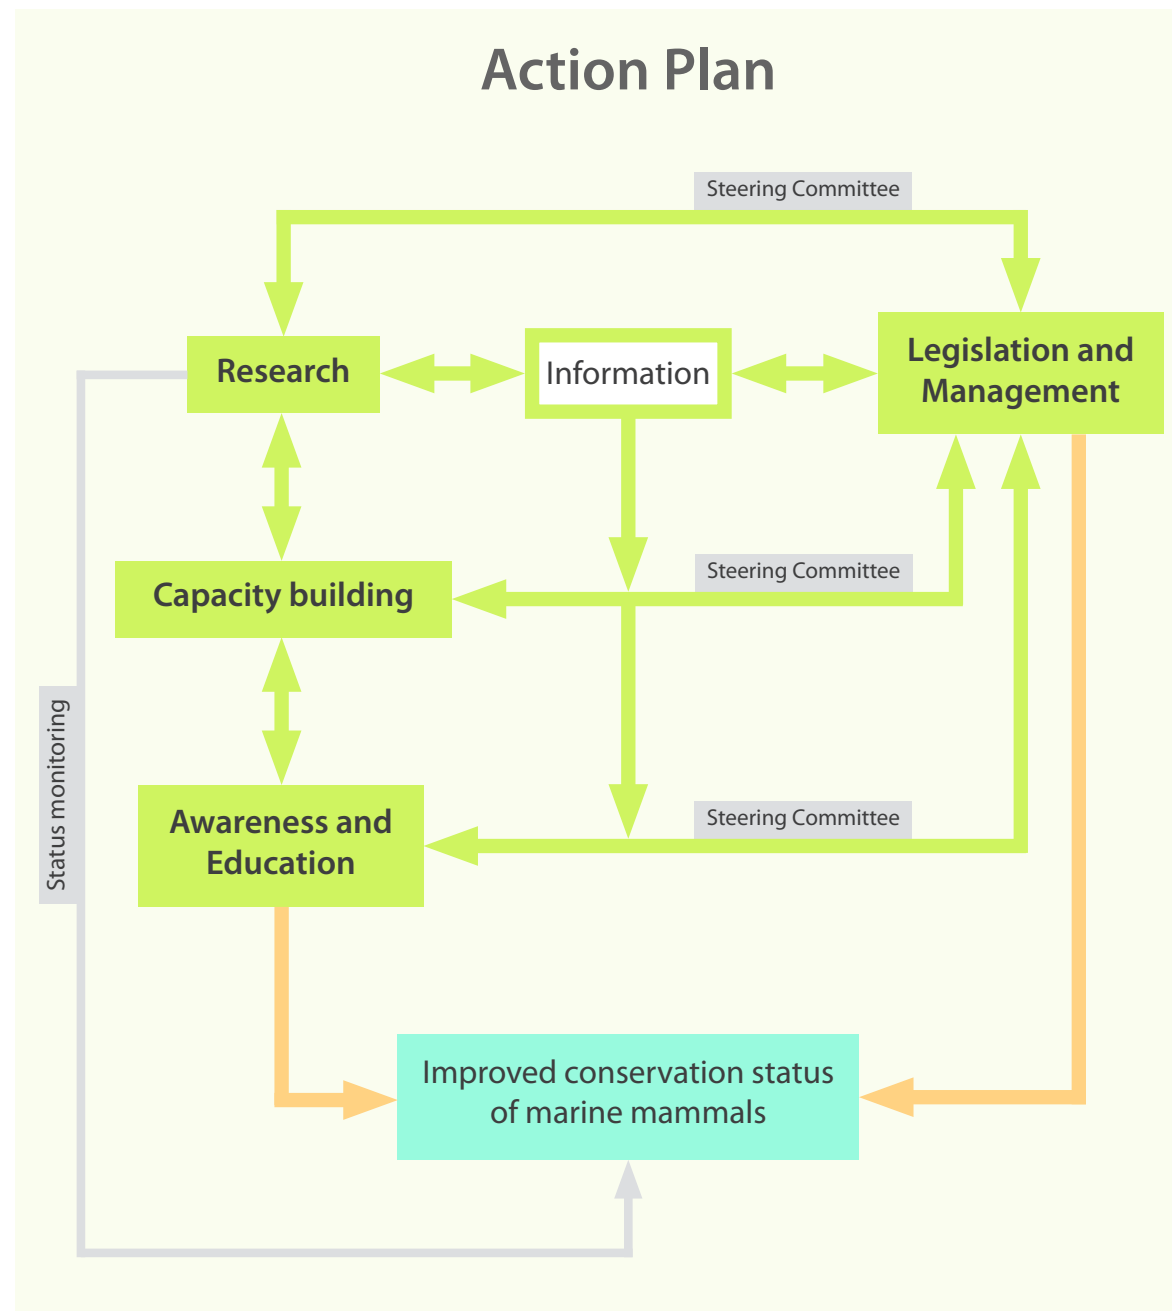 Action Plan
Steering Committee
Research
Information
Legislation and
Management
Capacity building
Steering Committee
Status monitoring
Awareness and
Education
Steering Committee
Improved conservation status
of marine mammals